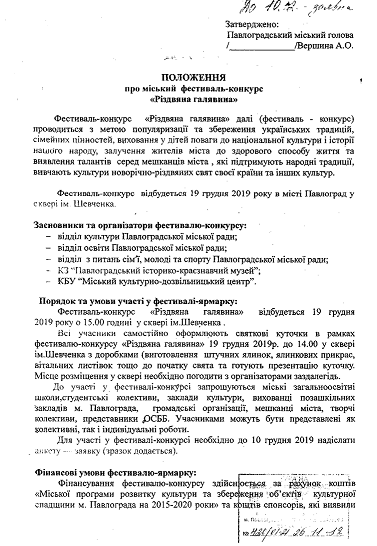 До 10.12 - заявка
Затверджено:
Павлоградський міський голова
/________________/Вершина А.О.
ПОЛОЖЕННЯ
про міський фестиваль-конкурс
«Різдвяна галявина»
Фестиваль-конкурс «Різдвяна галявина» далі (фестиваль - конкурс)
проводиться з метою популяризації та збереження українських традицій,
сімейних цінностей, виховання у дітей поваги до національної культури і історії
нашого народу, залучення жителів міста до здорового способу життя та
виявлення талантів серед мешканців міста , які підтримують народні традиції,
вивчають культури новорічно-різдвяних свят своєї країни та інших культур.
Фестиваль-конкурс відбудеться 19 грудня 2019 року в місті Павлоград у
сквері ім. Шевченка.
Засновники та організатори фестивалю-конкурсу:
– відділ культури Павлоградської міської ради;
– відділ освіти Павлоградської міської ради;
– відділ з питань сім'ї, молоді та спорту Павлоградської міської ради;
– КЗ "Павлоградський історико-краєзнавчий музей";
– КБУ "Міський культурно-дозвільницький центр".
Порядок та умови участі у фестивалі-ярмарку:
Фестиваль-конкурс «Різдвяна галявина» відбудеться 19 грудня
2019 року о 15.00 годині у сквері ім.Шевченка .
Всі учасники самостійно оформлюють святкові куточки в рамках
фестивалю-конкурсу «Різдвяна галявина» 19 грудня 2019р. до 14.00 у сквері
ім.Шевченка з доробками (виготовлення штучних ялинок, ялинкових прикрас,
вітальних листівок тощо до початку свята та готують презентацію куточку.
Місце розміщення у сквері необхідно погодити з організаторами заздалегідь.
До участі у фестивалі-конкурсі запрошуються міські загальноосвітні
школи,студентські колективи, заклади культури, вихованці позашкільних
закладів м. Павлограда, громадські організації, мешканці міста, творчі
колективи, представники ОСББ. Учасниками можуть бути представлені як
колективні, так і індивідуальні роботи.
Для участі у фестивалі-конкурсі необхідно до 10 грудня 2019 надіслати
анкету – заявку (зразок додається).
Фінансові умови фестивалю-ярмарку:
Фінансування фестивалю-конкурсу здійснюється за рахунок коштів
«Міської програми розвитку культури та збереження об'єктів культурної
спадщини м. Павлограда на 2015-2020 роки» та коштів спонсорів, які виявили
26 11 19